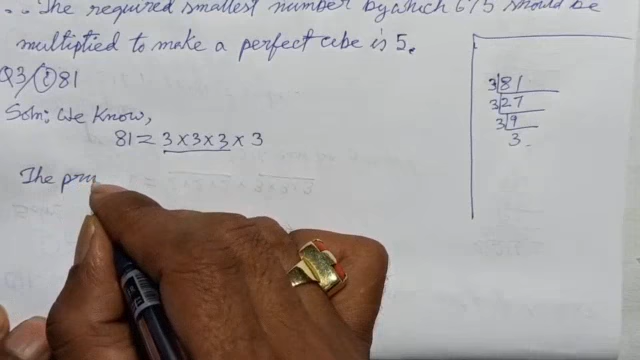 ∴ The required smallest number by which 675 should be
multiplied to make a perfect cube is 5.
Q3/ (i) 81
Soln: We know,
81 = 3×3×3×3
The
3|81
3|27
3|9
3